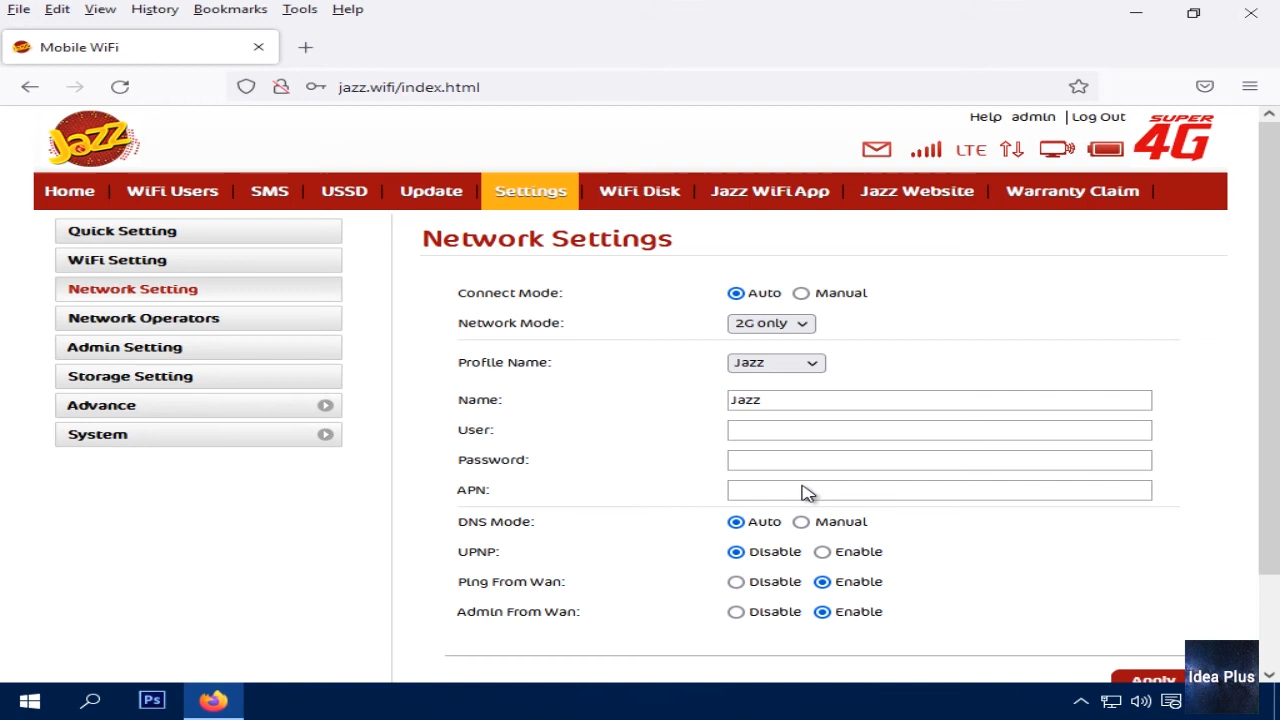 File Edit View History Bookmarks Tools Help
Mobile WiFi
jazz.wifi/index.html
Help admin | Log Out
SUPER
4G
Jazz
LTE
Home WiFi Users SMS USSD Update Settings WiFi Disk Jazz WiFi App Jazz Website Warranty Claim
Quick Setting
WiFi Setting
Network Setting
Network Operators
Admin Setting
Storage Setting
Advance
System
Network Settings
Connect Mode: Auto Manual
Network Mode: 2G only
Profile Name: Jazz
Name: Jazz
User:
Password:
APN:
DNS Mode: Auto Manual
UPNP: Disable Enable
Ping From Wan: Disable Enable
Admin From Wan: Disable Enable
Apply
Idea Plus
Ps